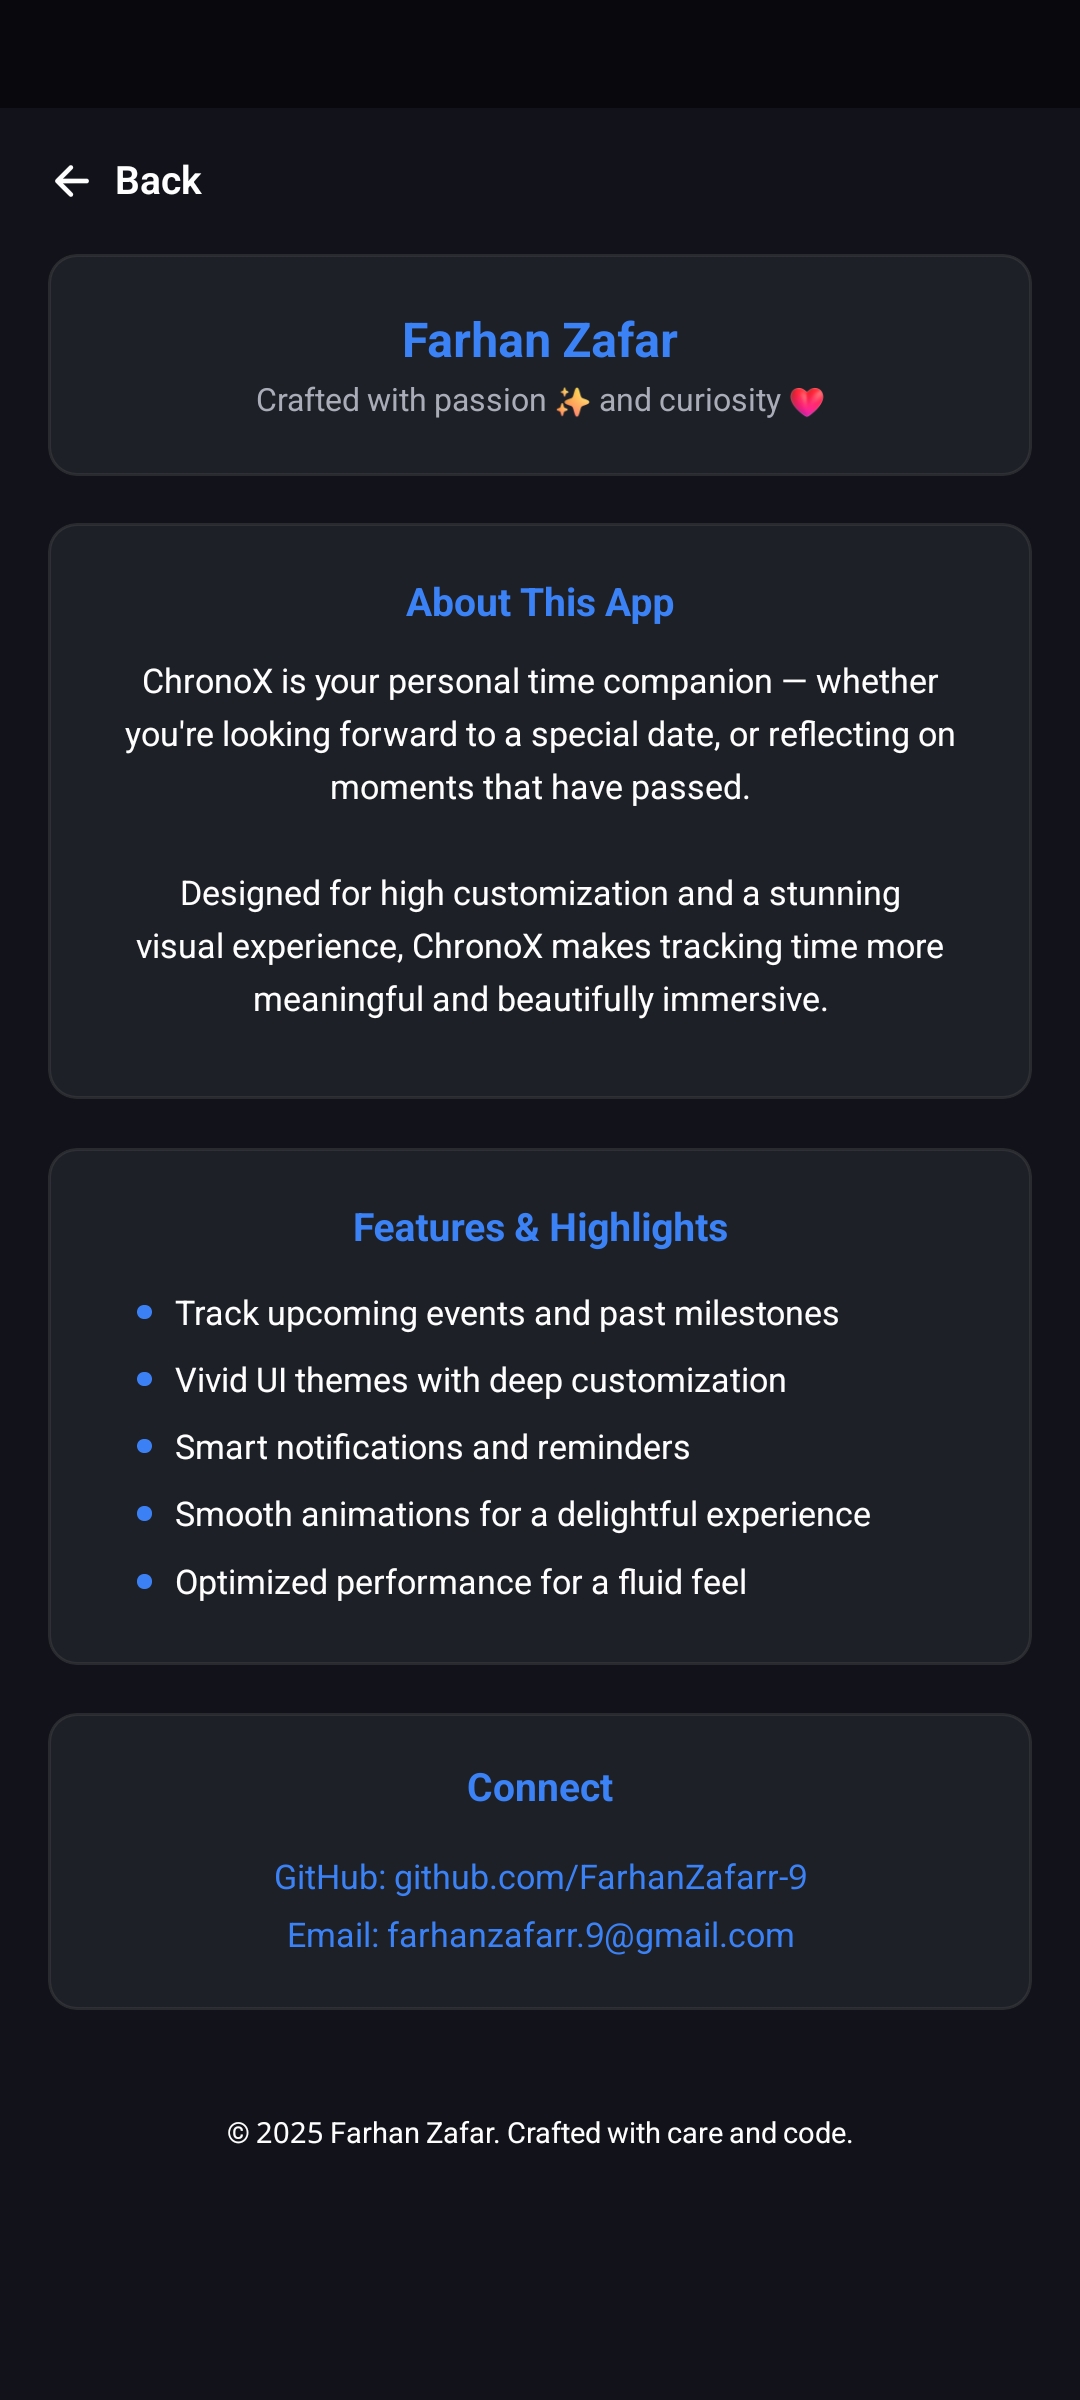 Back
Farhan Zafar
Crafted with passion ✨ and curiosity 💖
About This App
ChronoX is your personal time companion — whether
you're looking forward to a special date, or reflecting on
moments that have passed.
Designed for high customization and a stunning
visual experience, ChronoX makes tracking time more
meaningful and beautifully immersive.
Features & Highlights
Track upcoming events and past milestones
Vivid UI themes with deep customization
Smart notifications and reminders
Smooth animations for a delightful experience
Optimized performance for a fluid feel
Connect
GitHub: github.com/FarhanZafarr-9
Email: farhanzafarr.9@gmail.com
© 2025 Farhan Zafar. Crafted with care and code.